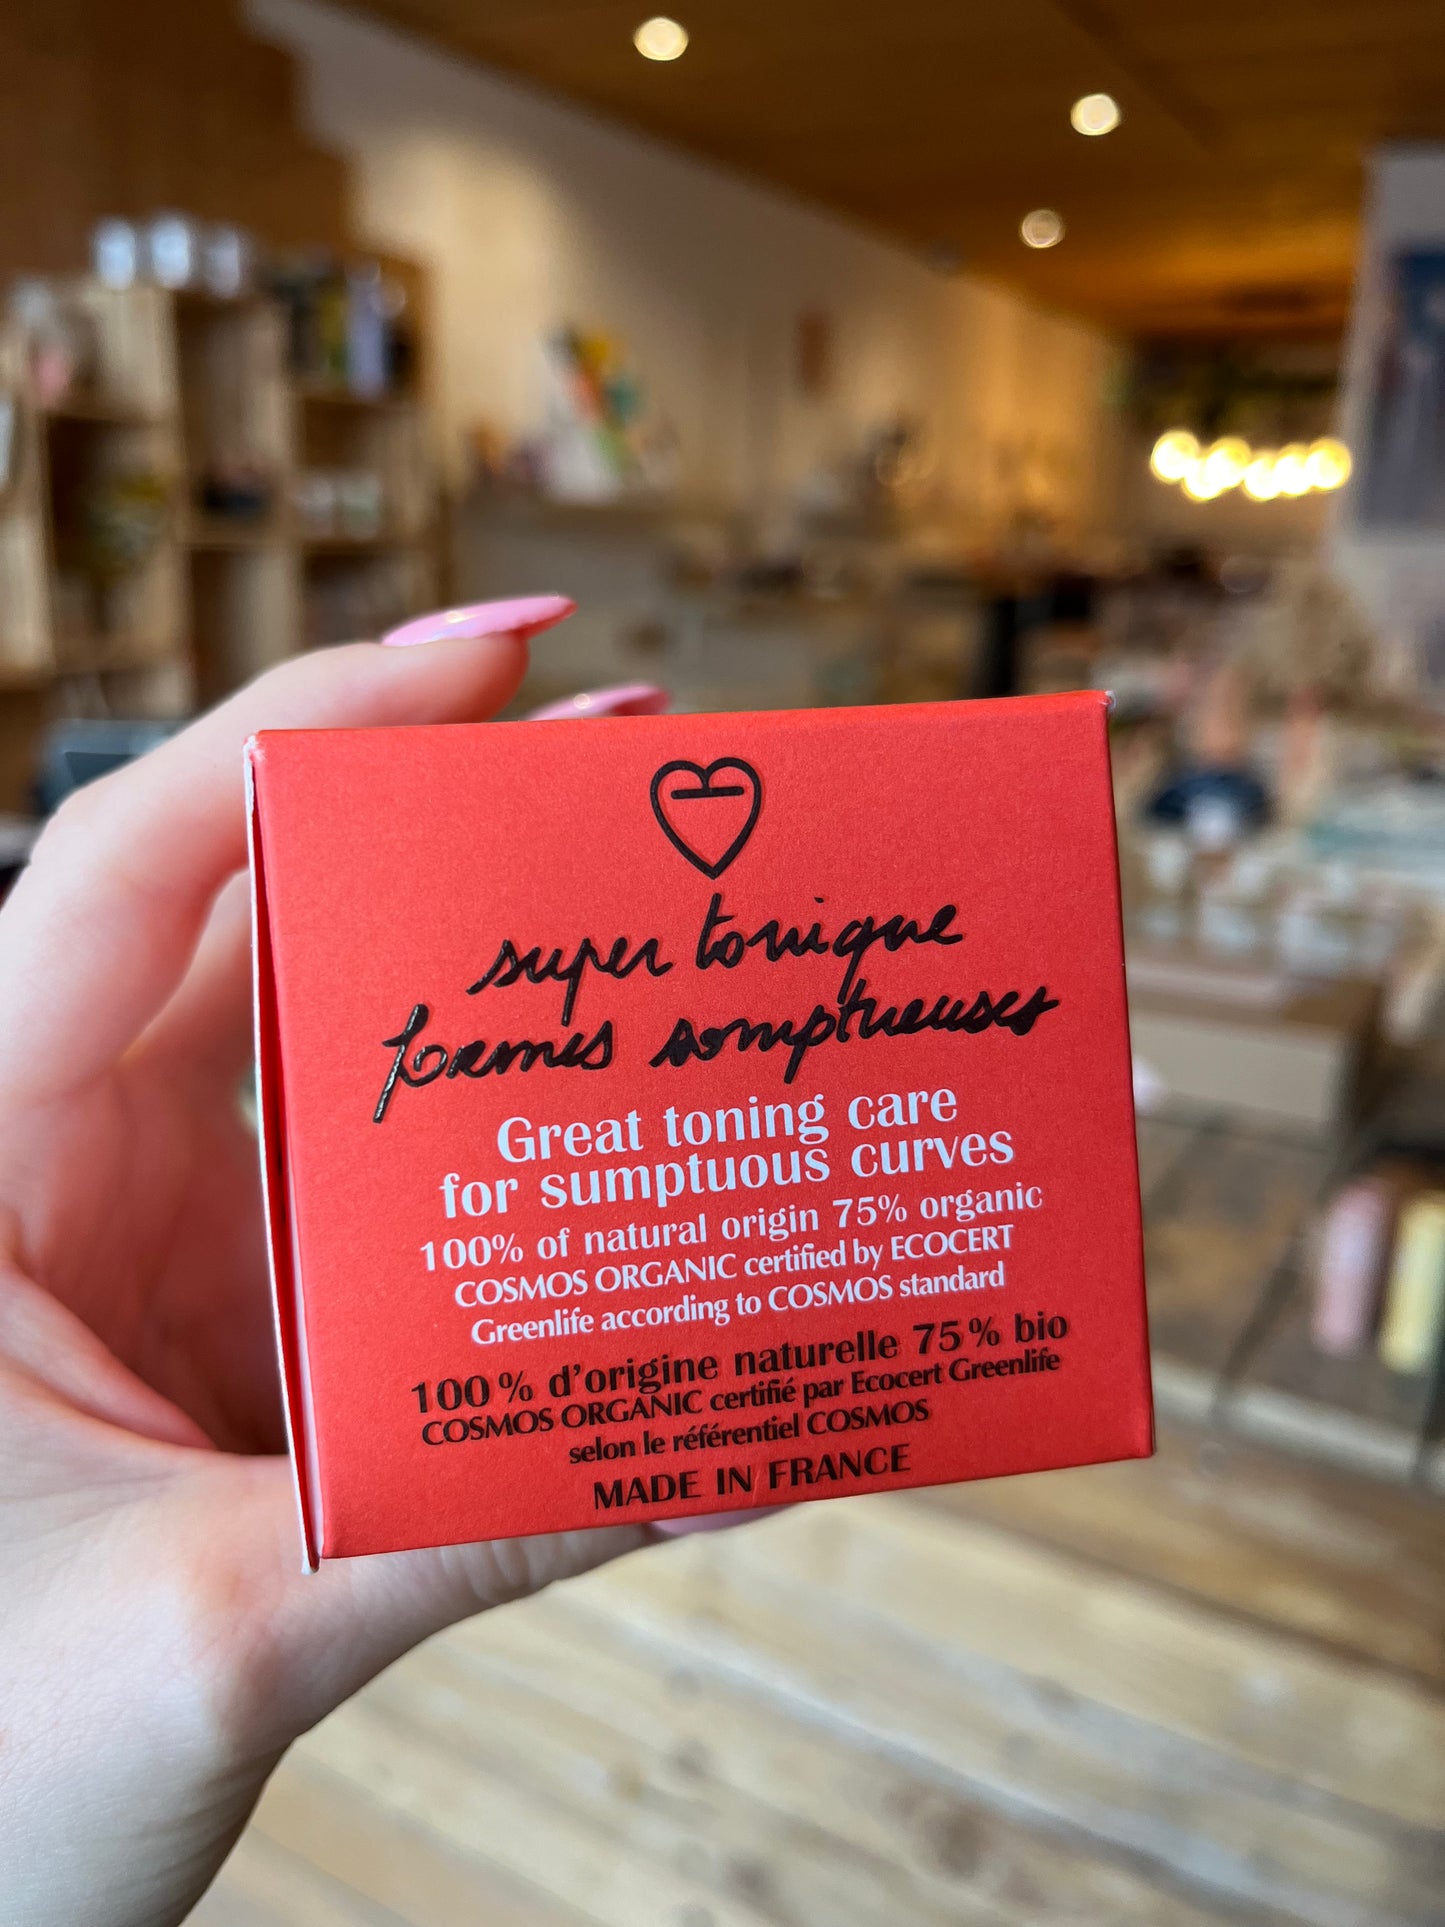 super tonique
formes somptueuses
Great toning care
for sumptuous curves
100% of natural origin 75% organic
COSMOS ORGANIC certified by ECOCERT
Greenlife according to COSMOS standard
100% d'origine naturelle 75% bio
COSMOS ORGANIC certifié par Ecocert Greenlife
selon le référentiel COSMOS
MADE IN FRANCE